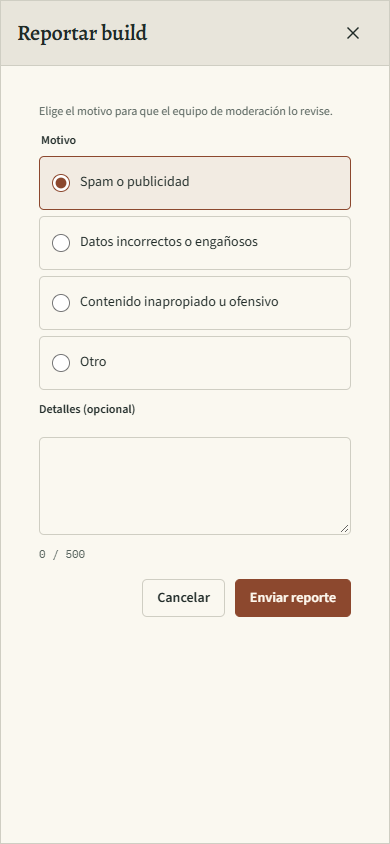 Reportar build
Elige el motivo para que el equipo de moderación lo revise.
Motivo
Spam o publicidad
Datos incorrectos o engañosos
Contenido inapropiado u ofensivo
Otro
Detalles (opcional)
0 / 500
Cancelar
Enviar reporte